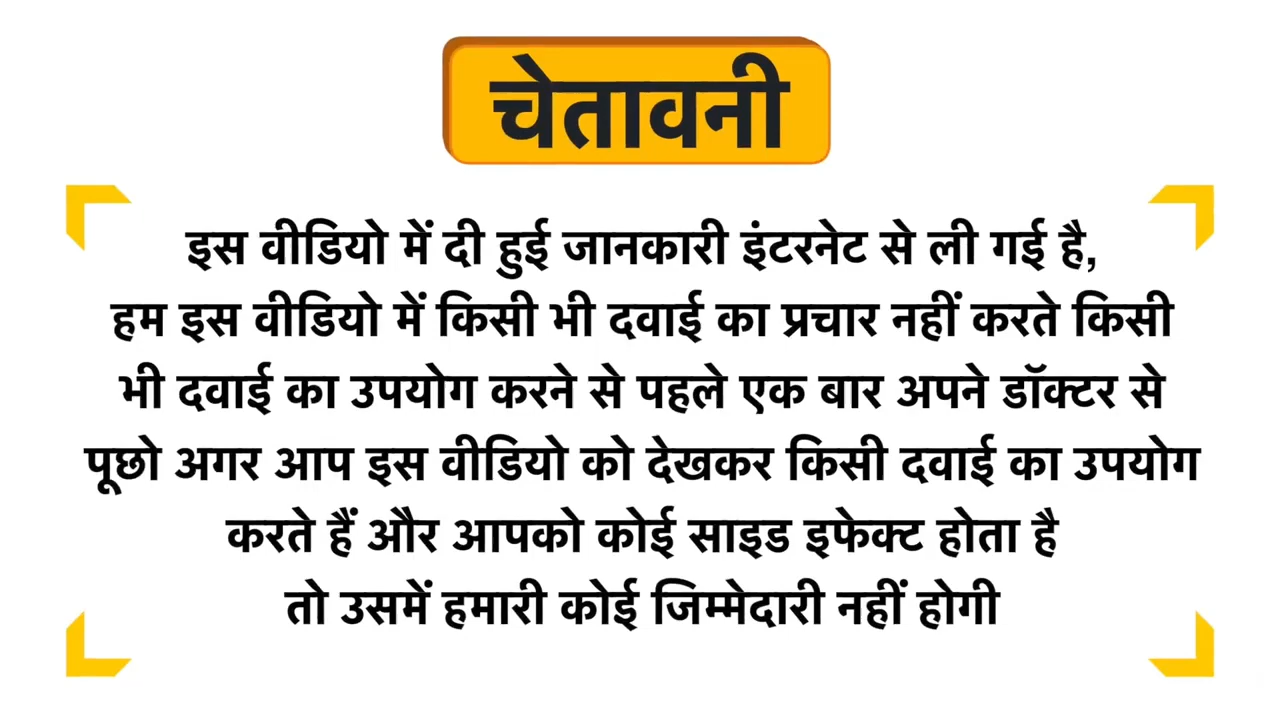 चेतावनी
इस वीडियो में दी हुई जानकारी इंटरनेट से ली गई है,
हम इस वीडियो में किसी भी दवाई का प्रचार नहीं करते किसी
भी दवाई का उपयोग करने से पहले एक बार अपने डॉक्टर से
पूछो अगर आप इस वीडियो को देखकर किसी दवाई का उपयोग
करते हैं और आपको कोई साइड इफेक्ट होता है
तो उसमें हमारी कोई जिम्मेदारी नहीं होगी